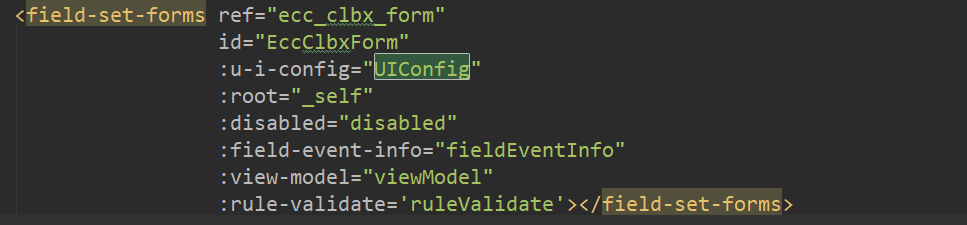 <field-set-forms ref="ecc_clbx_form"
id="EccClbxForm"
:u-i-config="UIConfig"
:root="_self"
:disabled="disabled"
:field-event-info="fieldEventInfo"
:view-model="viewModel"
:rule-validate='ruleValidate'></field-set-forms>